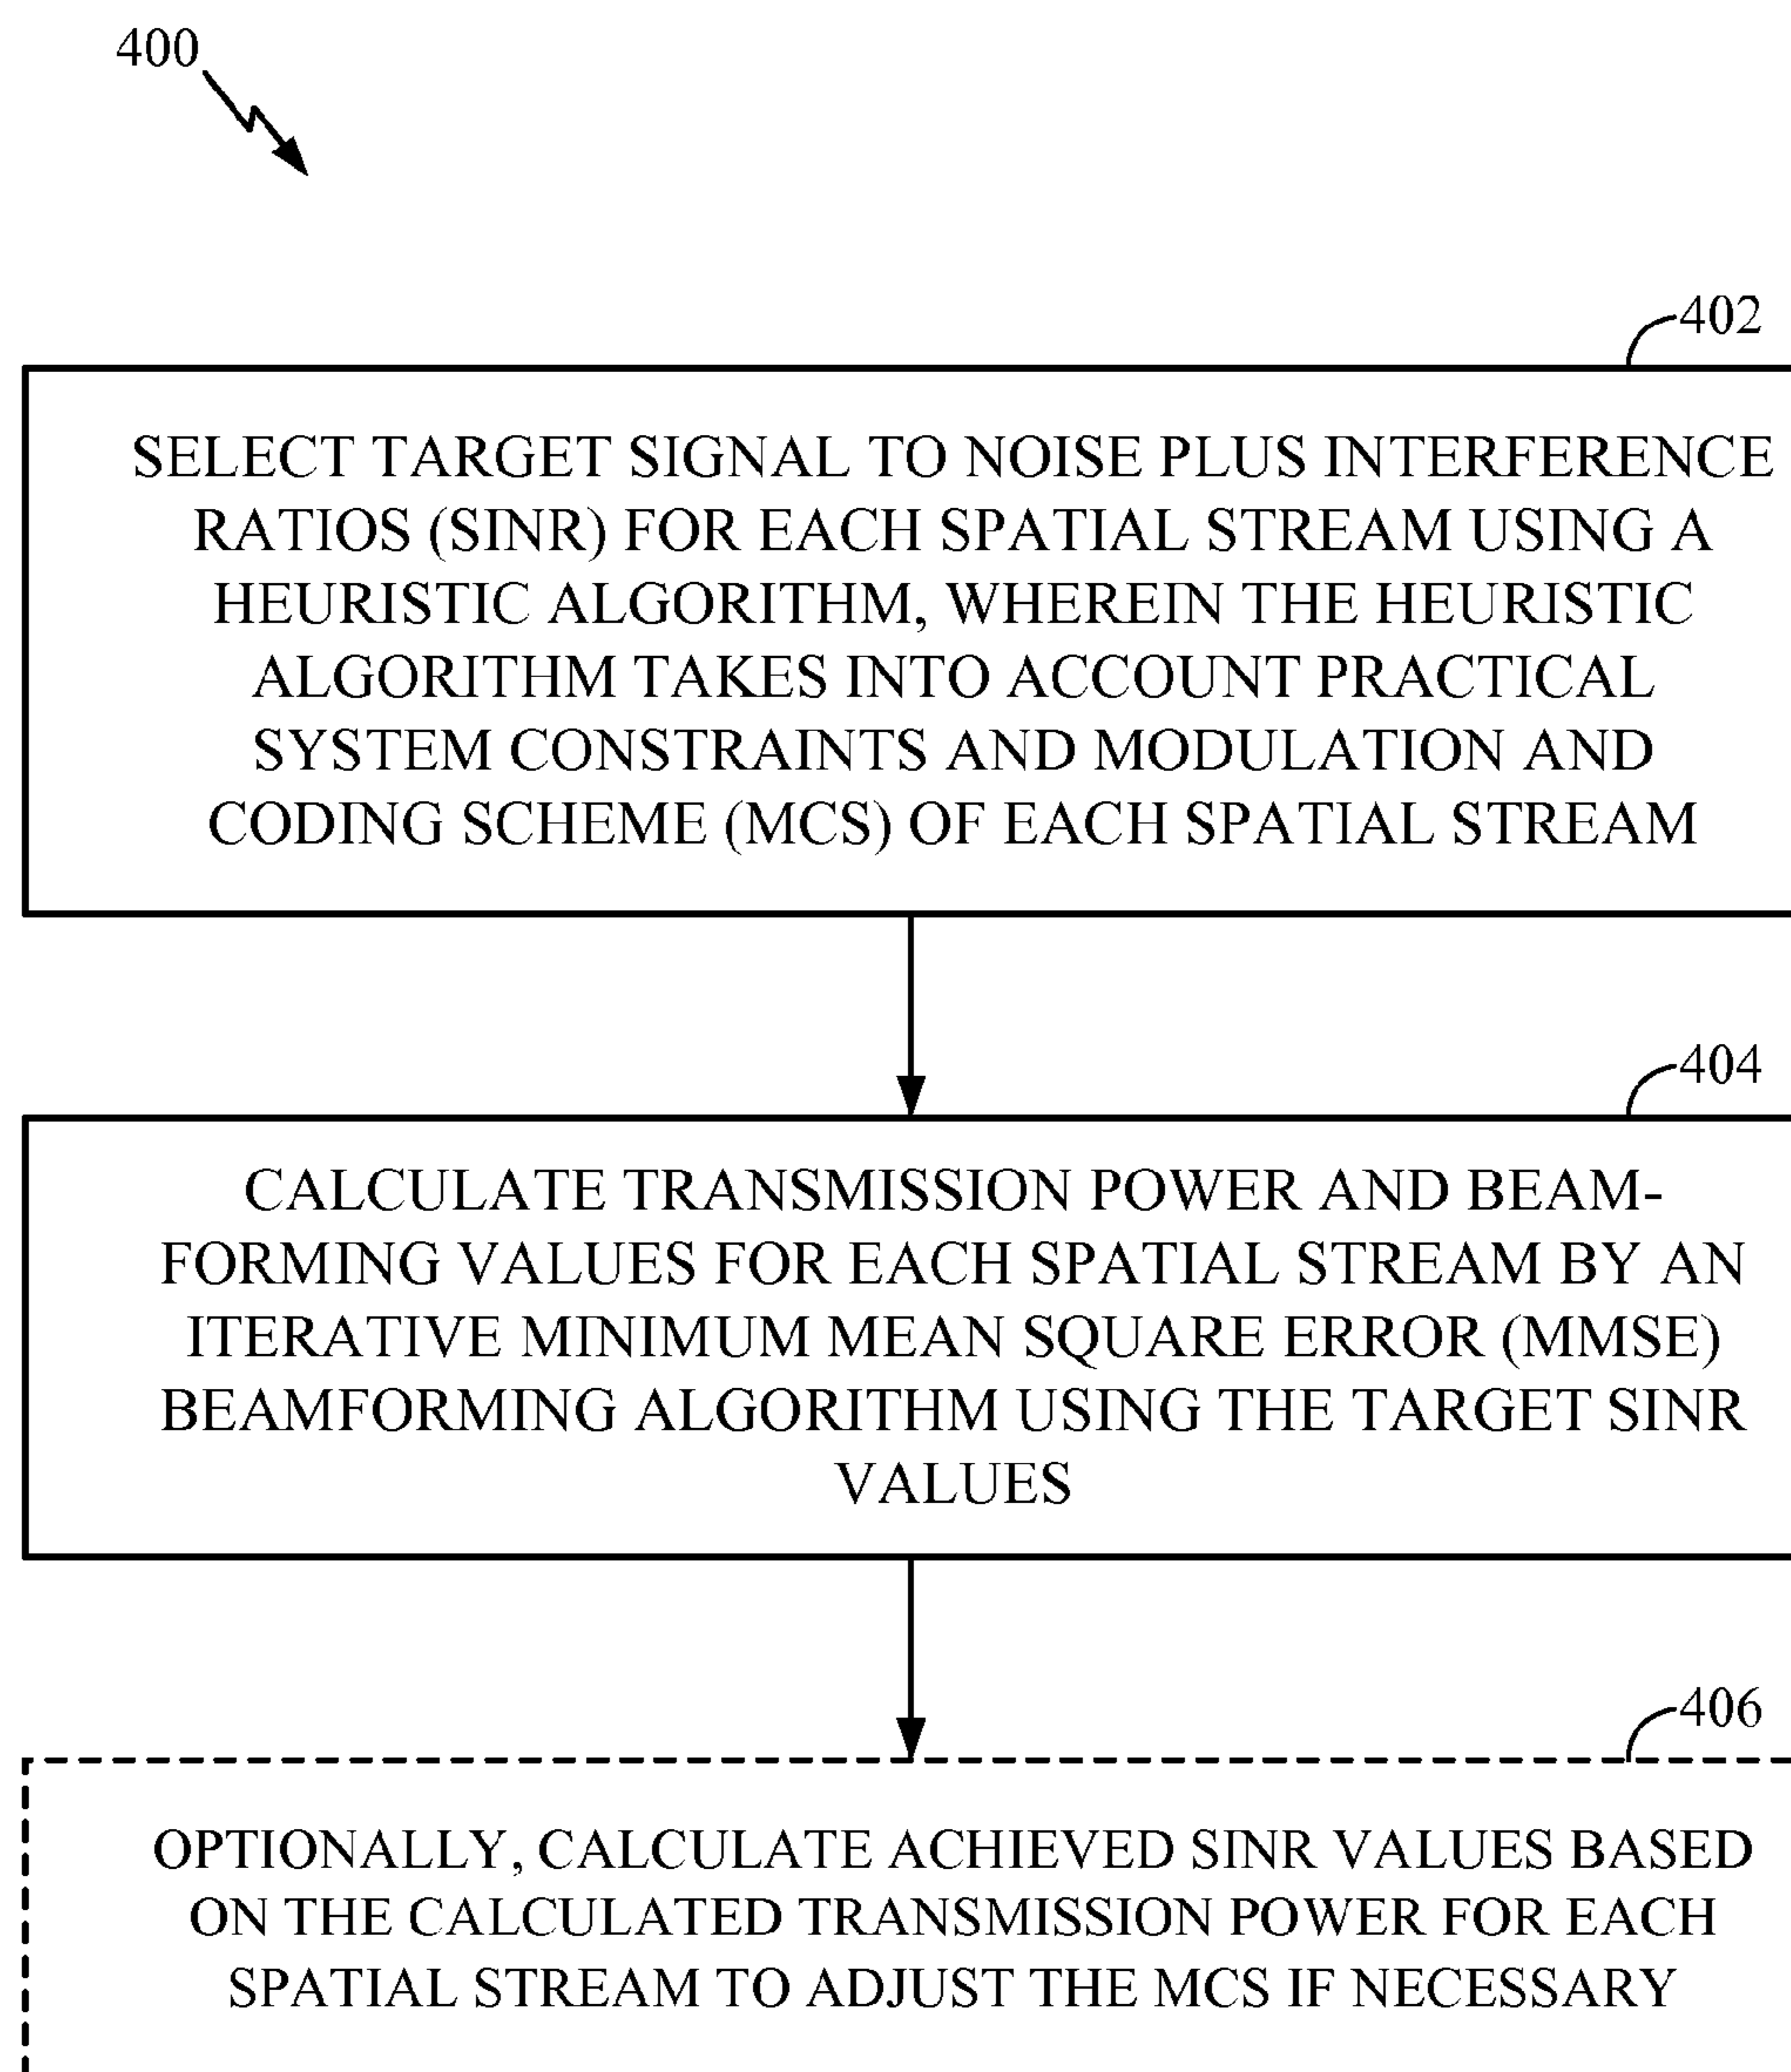 400
402
SELECT TARGET SIGNAL TO NOISE PLUS INTERFERENCE
RATIOS (SINR) FOR EACH SPATIAL STREAM USING A
HEURISTIC ALGORITHM, WHEREIN THE HEURISTIC
ALGORITHM TAKES INTO ACCOUNT PRACTICAL
SYSTEM CONSTRAINTS AND MODULATION AND
CODING SCHEME (MCS) OF EACH SPATIAL STREAM
404
CALCULATE TRANSMISSION POWER AND BEAM-
FORMING VALUES FOR EACH SPATIAL STREAM BY AN
ITERATIVE MINIMUM MEAN SQUARE ERROR (MMSE)
BEAMFORMING ALGORITHM USING THE TARGET SINR
VALUES
406
OPTIONALLY, CALCULATE ACHIEVED SINR VALUES BASED
ON THE CALCULATED TRANSMISSION POWER FOR EACH
SPATIAL STREAM TO ADJUST THE MCS IF NECESSARY